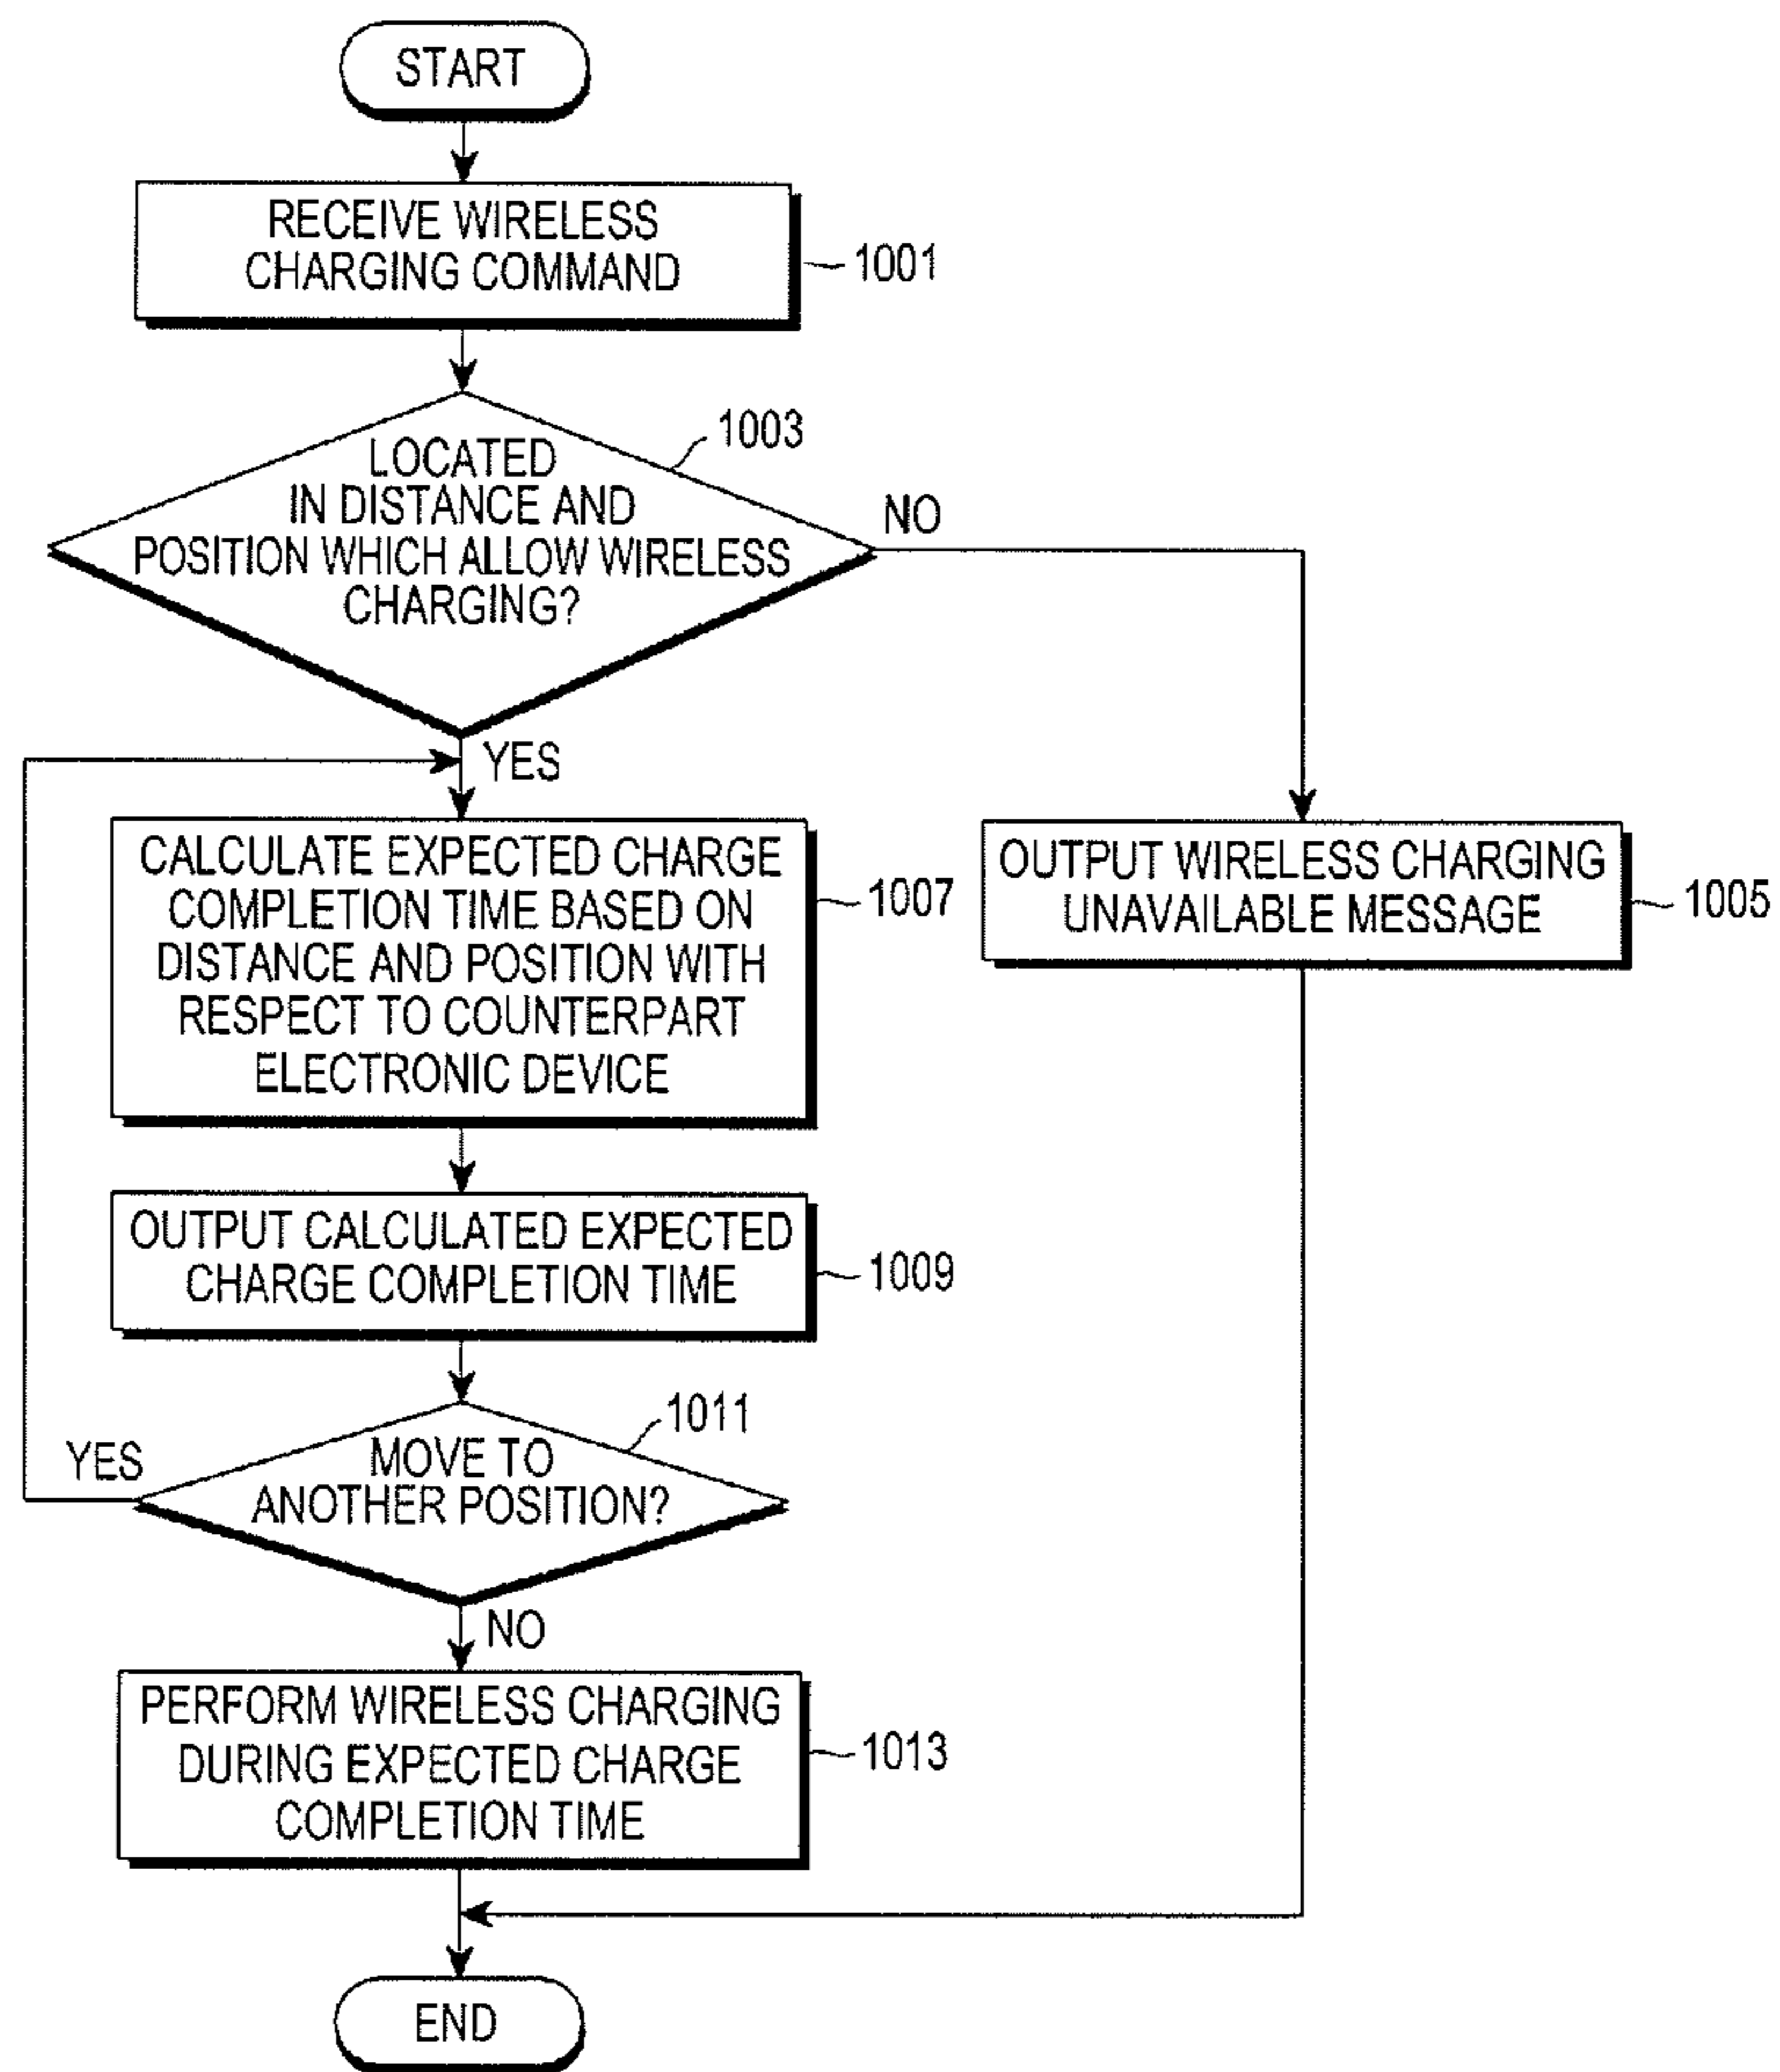 START
RECEIVE WIRELESS
CHARGING COMMAND
1001
1003
LOCATED
IN DISTANCE AND
POSITION WHICH ALLOW WIRELESS
CHARGING?
NO
YES
CALCULATE EXPECTED CHARGE
COMPLETION TIME BASED ON
DISTANCE AND POSITION WITH
RESPECT TO COUNTERPART
ELECTRONIC DEVICE
1007
OUTPUT WIRELESS CHARGING
UNAVAILABLE MESSAGE
1005
OUTPUT CALCULATED EXPECTED
CHARGE COMPLETION TIME
1009
1011
MOVE TO
ANOTHER POSITION?
YES
NO
PERFORM WIRELESS CHARGING
DURING EXPECTED CHARGE
COMPLETION TIME
1013
END